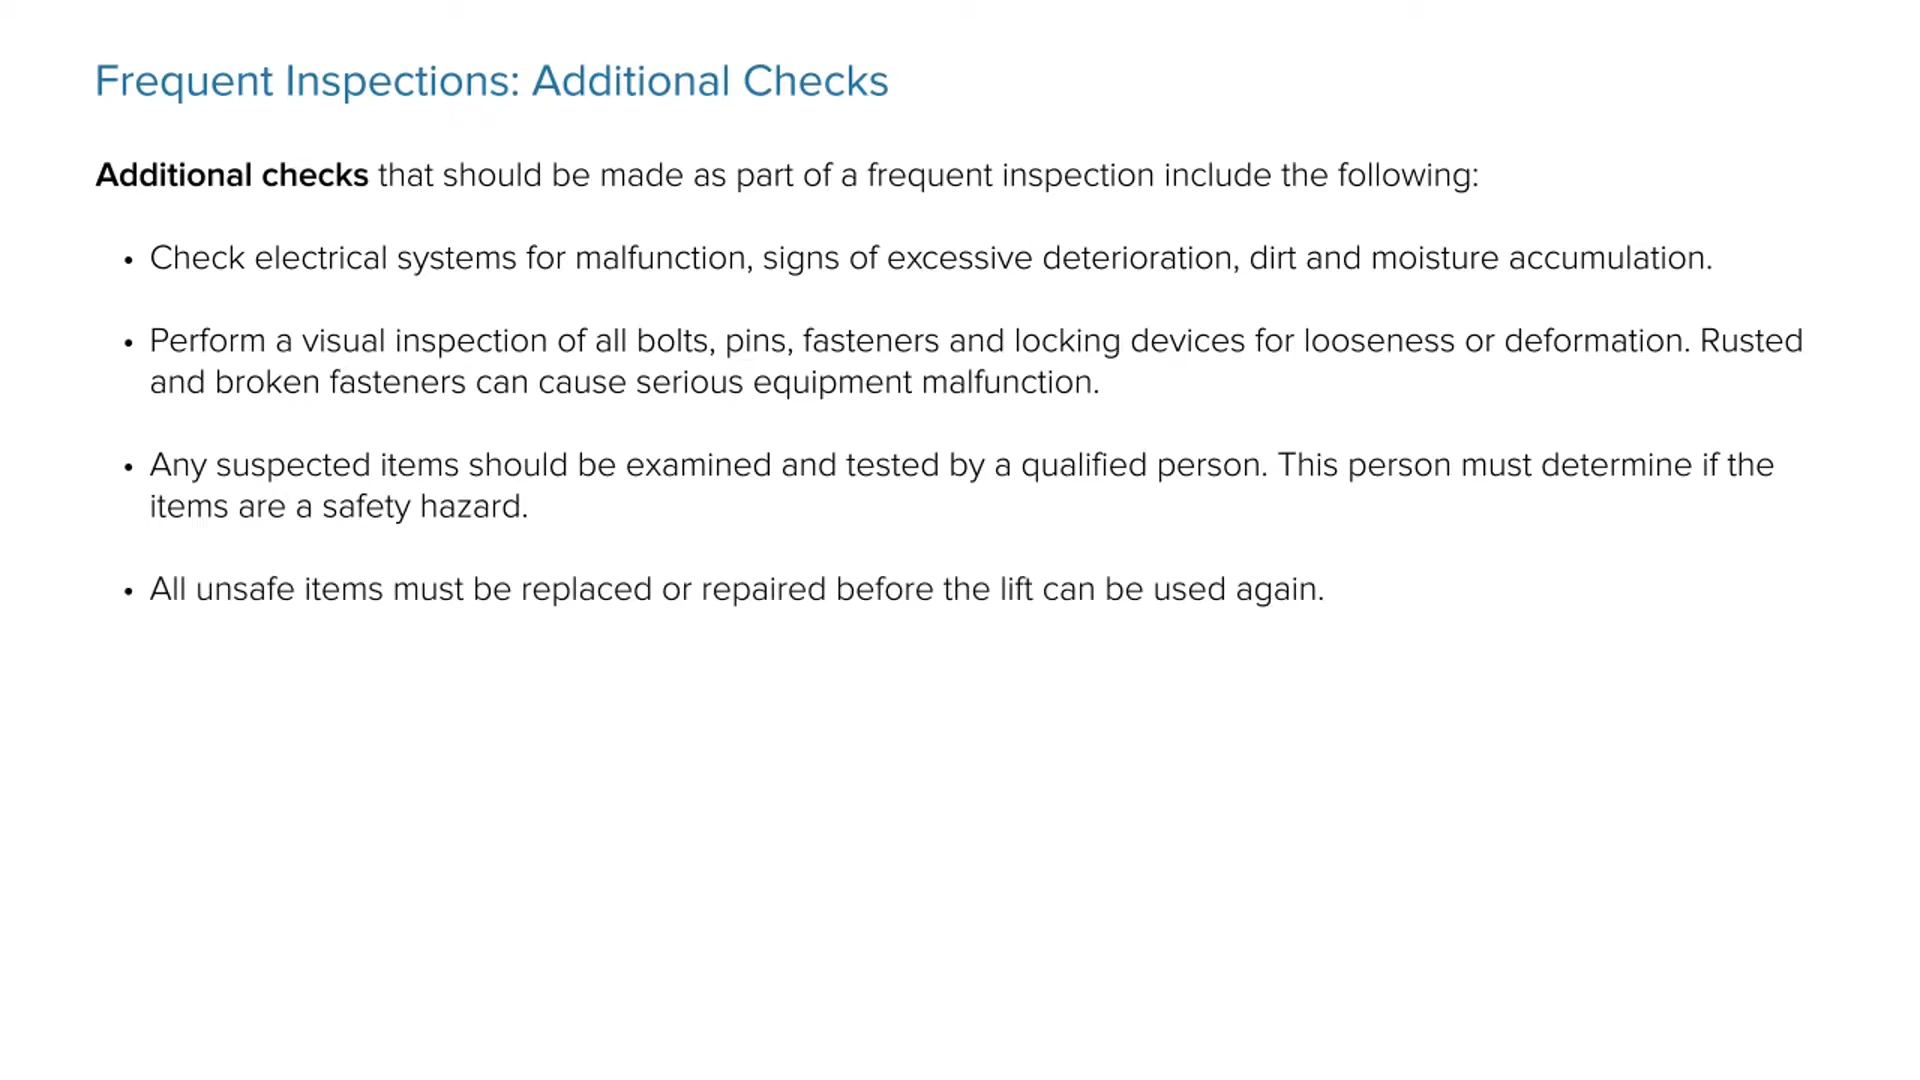 Frequent Inspections: Additional Checks
Additional checks that should be made as part of a frequent inspection include the following:
• Check electrical systems for malfunction, signs of excessive deterioration, dirt and moisture accumulation.
• Perform a visual inspection of all bolts, pins, fasteners and locking devices for looseness or deformation. Rusted
and broken fasteners can cause serious equipment malfunction.
• Any suspected items should be examined and tested by a qualified person. This person must determine if the
items are a safety hazard.
• All unsafe items must be replaced or repaired before the lift can be used again.